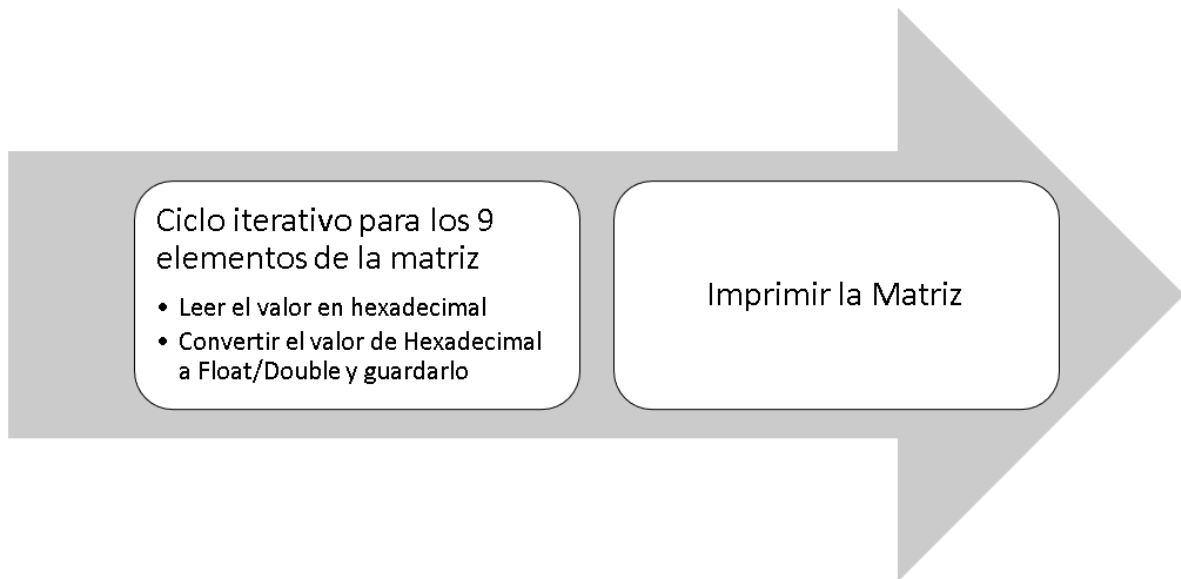 Ciclo iterativo para los 9
elementos de la matriz
• Leer el valor en hexadecimal
• Convertir el valor de Hexadecimal
a Float/Double y guardarlo
Imprimir la Matriz